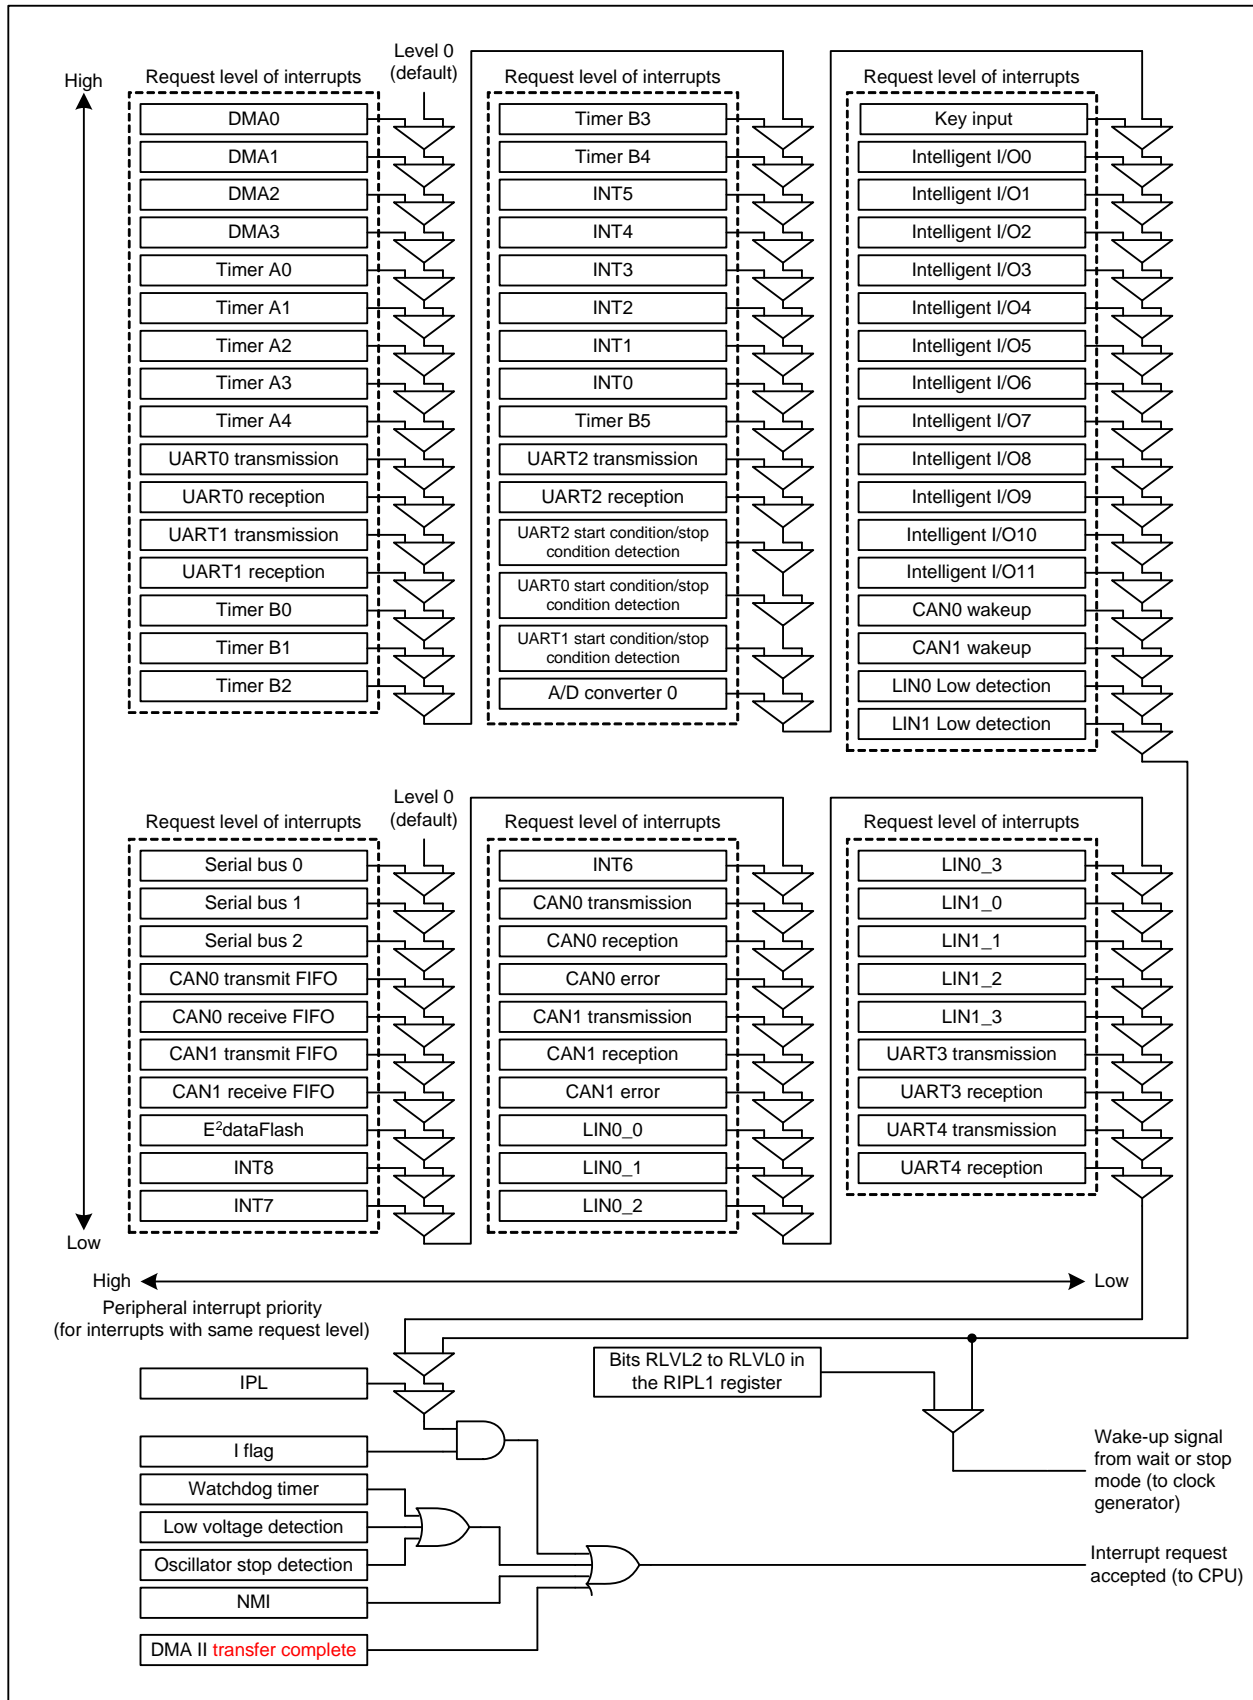 High
Request level of interrupts
Level 0
(default)
DMA0
DMA1
DMA2
DMA3
Timer A0
Timer A1
Timer A2
Timer A3
Timer A4
UART0 transmission
UART0 reception
UART1 transmission
UART1 reception
Timer B0
Timer B1
Timer B2
Request level of interrupts
Timer B3
Timer B4
INT5
INT4
INT3
INT2
INT1
INT0
Timer B5
UART2 transmission
UART2 reception
UART2 start condition/stop
condition detection
UART0 start condition/stop
condition detection
UART1 start condition/stop
condition detection
A/D converter 0
Request level of interrupts
Key input
Intelligent I/O0
Intelligent I/O1
Intelligent I/O2
Intelligent I/O3
Intelligent I/O4
Intelligent I/O5
Intelligent I/O6
Intelligent I/O7
Intelligent I/O8
Intelligent I/O9
Intelligent I/O10
Intelligent I/O11
CAN0 wakeup
CAN1 wakeup
LIN0 Low detection
LIN1 Low detection
Request level of interrupts
Level 0
(default)
Serial bus 0
Serial bus 1
Serial bus 2
CAN0 transmit FIFO
CAN0 receive FIFO
CAN1 transmit FIFO
CAN1 receive FIFO
E²dataFlash
INT8
INT7
Request level of interrupts
INT6
CAN0 transmission
CAN0 reception
CAN0 error
CAN1 transmission
CAN1 reception
CAN1 error
LIN0_0
LIN0_1
LIN0_2
Request level of interrupts
LIN0_3
LIN1_0
LIN1_1
LIN1_2
LIN1_3
UART3 transmission
UART3 reception
UART4 transmission
UART4 reception
Low
High
Low
Peripheral interrupt priority
(for interrupts with same request level)
IPL
I flag
Watchdog timer
Low voltage detection
Oscillator stop detection
NMI
DMA II transfer complete
Bits RLVL2 to RLVL0 in
the RIPL1 register
Wake-up signal
from wait or stop
mode (to clock
generator)
Interrupt request
accepted (to CPU)